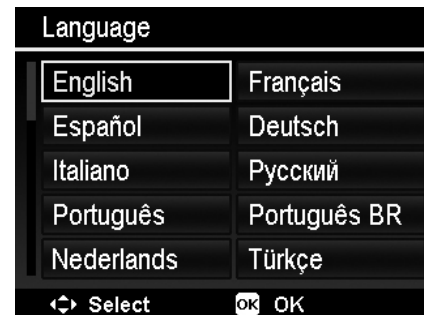 Language
English Français
Español Deutsch
Italiano Русский
Português Português BR
Nederlands Türkçe
Select OK OK